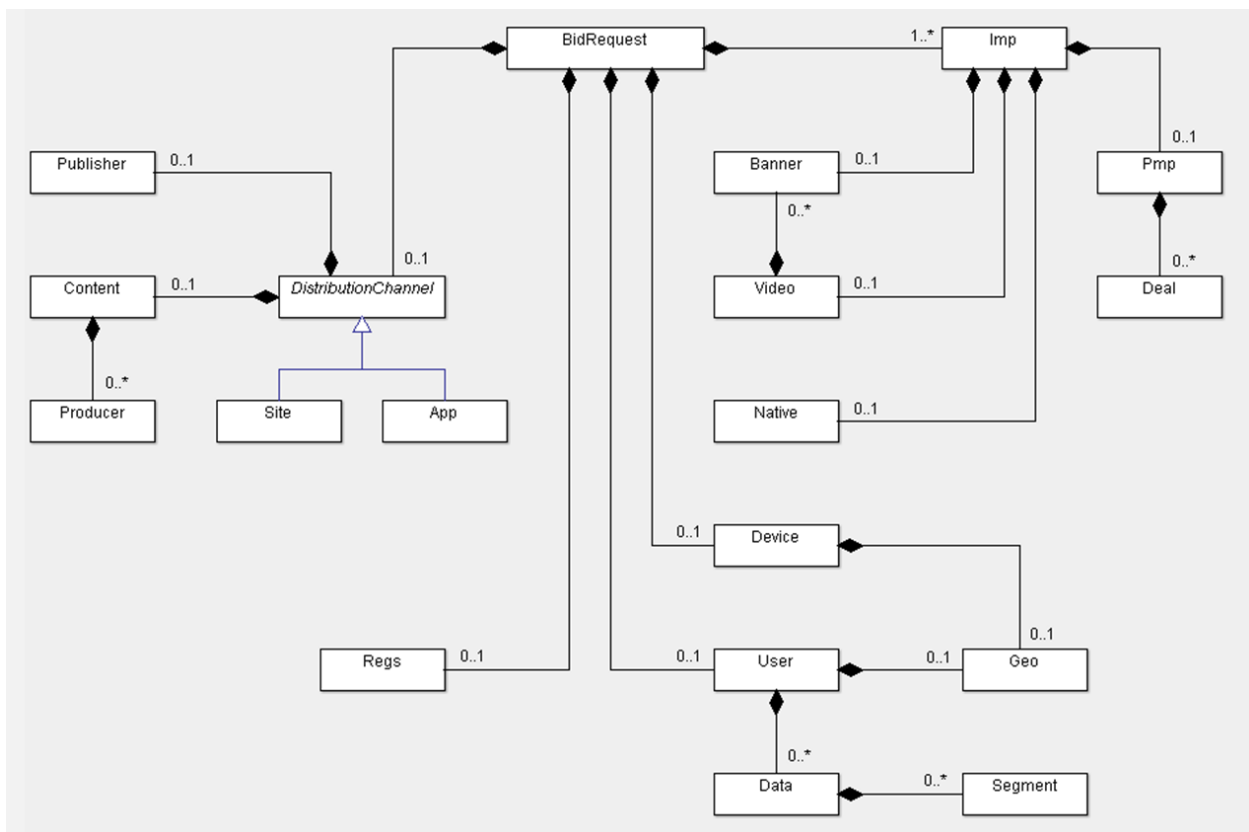 BidRequest
1..*
Imp
Publisher
0..1
0..1
Banner
0..1
0..1
Pmp
0..*
Content
0..1
DistributionChannel
Video
0..1
0..*
Deal
0..*
Producer
Site
App
Native
0..1
0..1
Device
0..1
Regs
0..1
0..1
User
0..1
Geo
0..*
Data
0..*
Segment